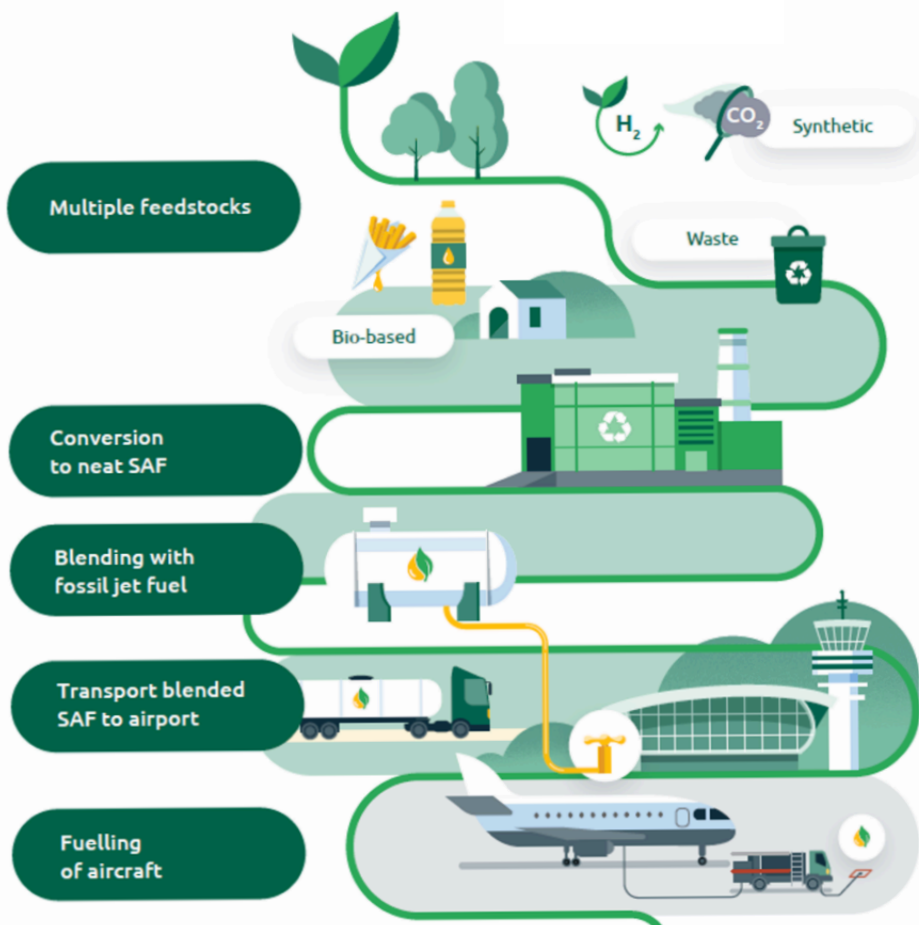 H2
CO2
Synthetic
Multiple feedstocks
Waste
Bio-based
Conversion
to neat SAF
Blending with
fossil jet fuel
Transport blended
SAF to airport
Fuelling
of aircraft